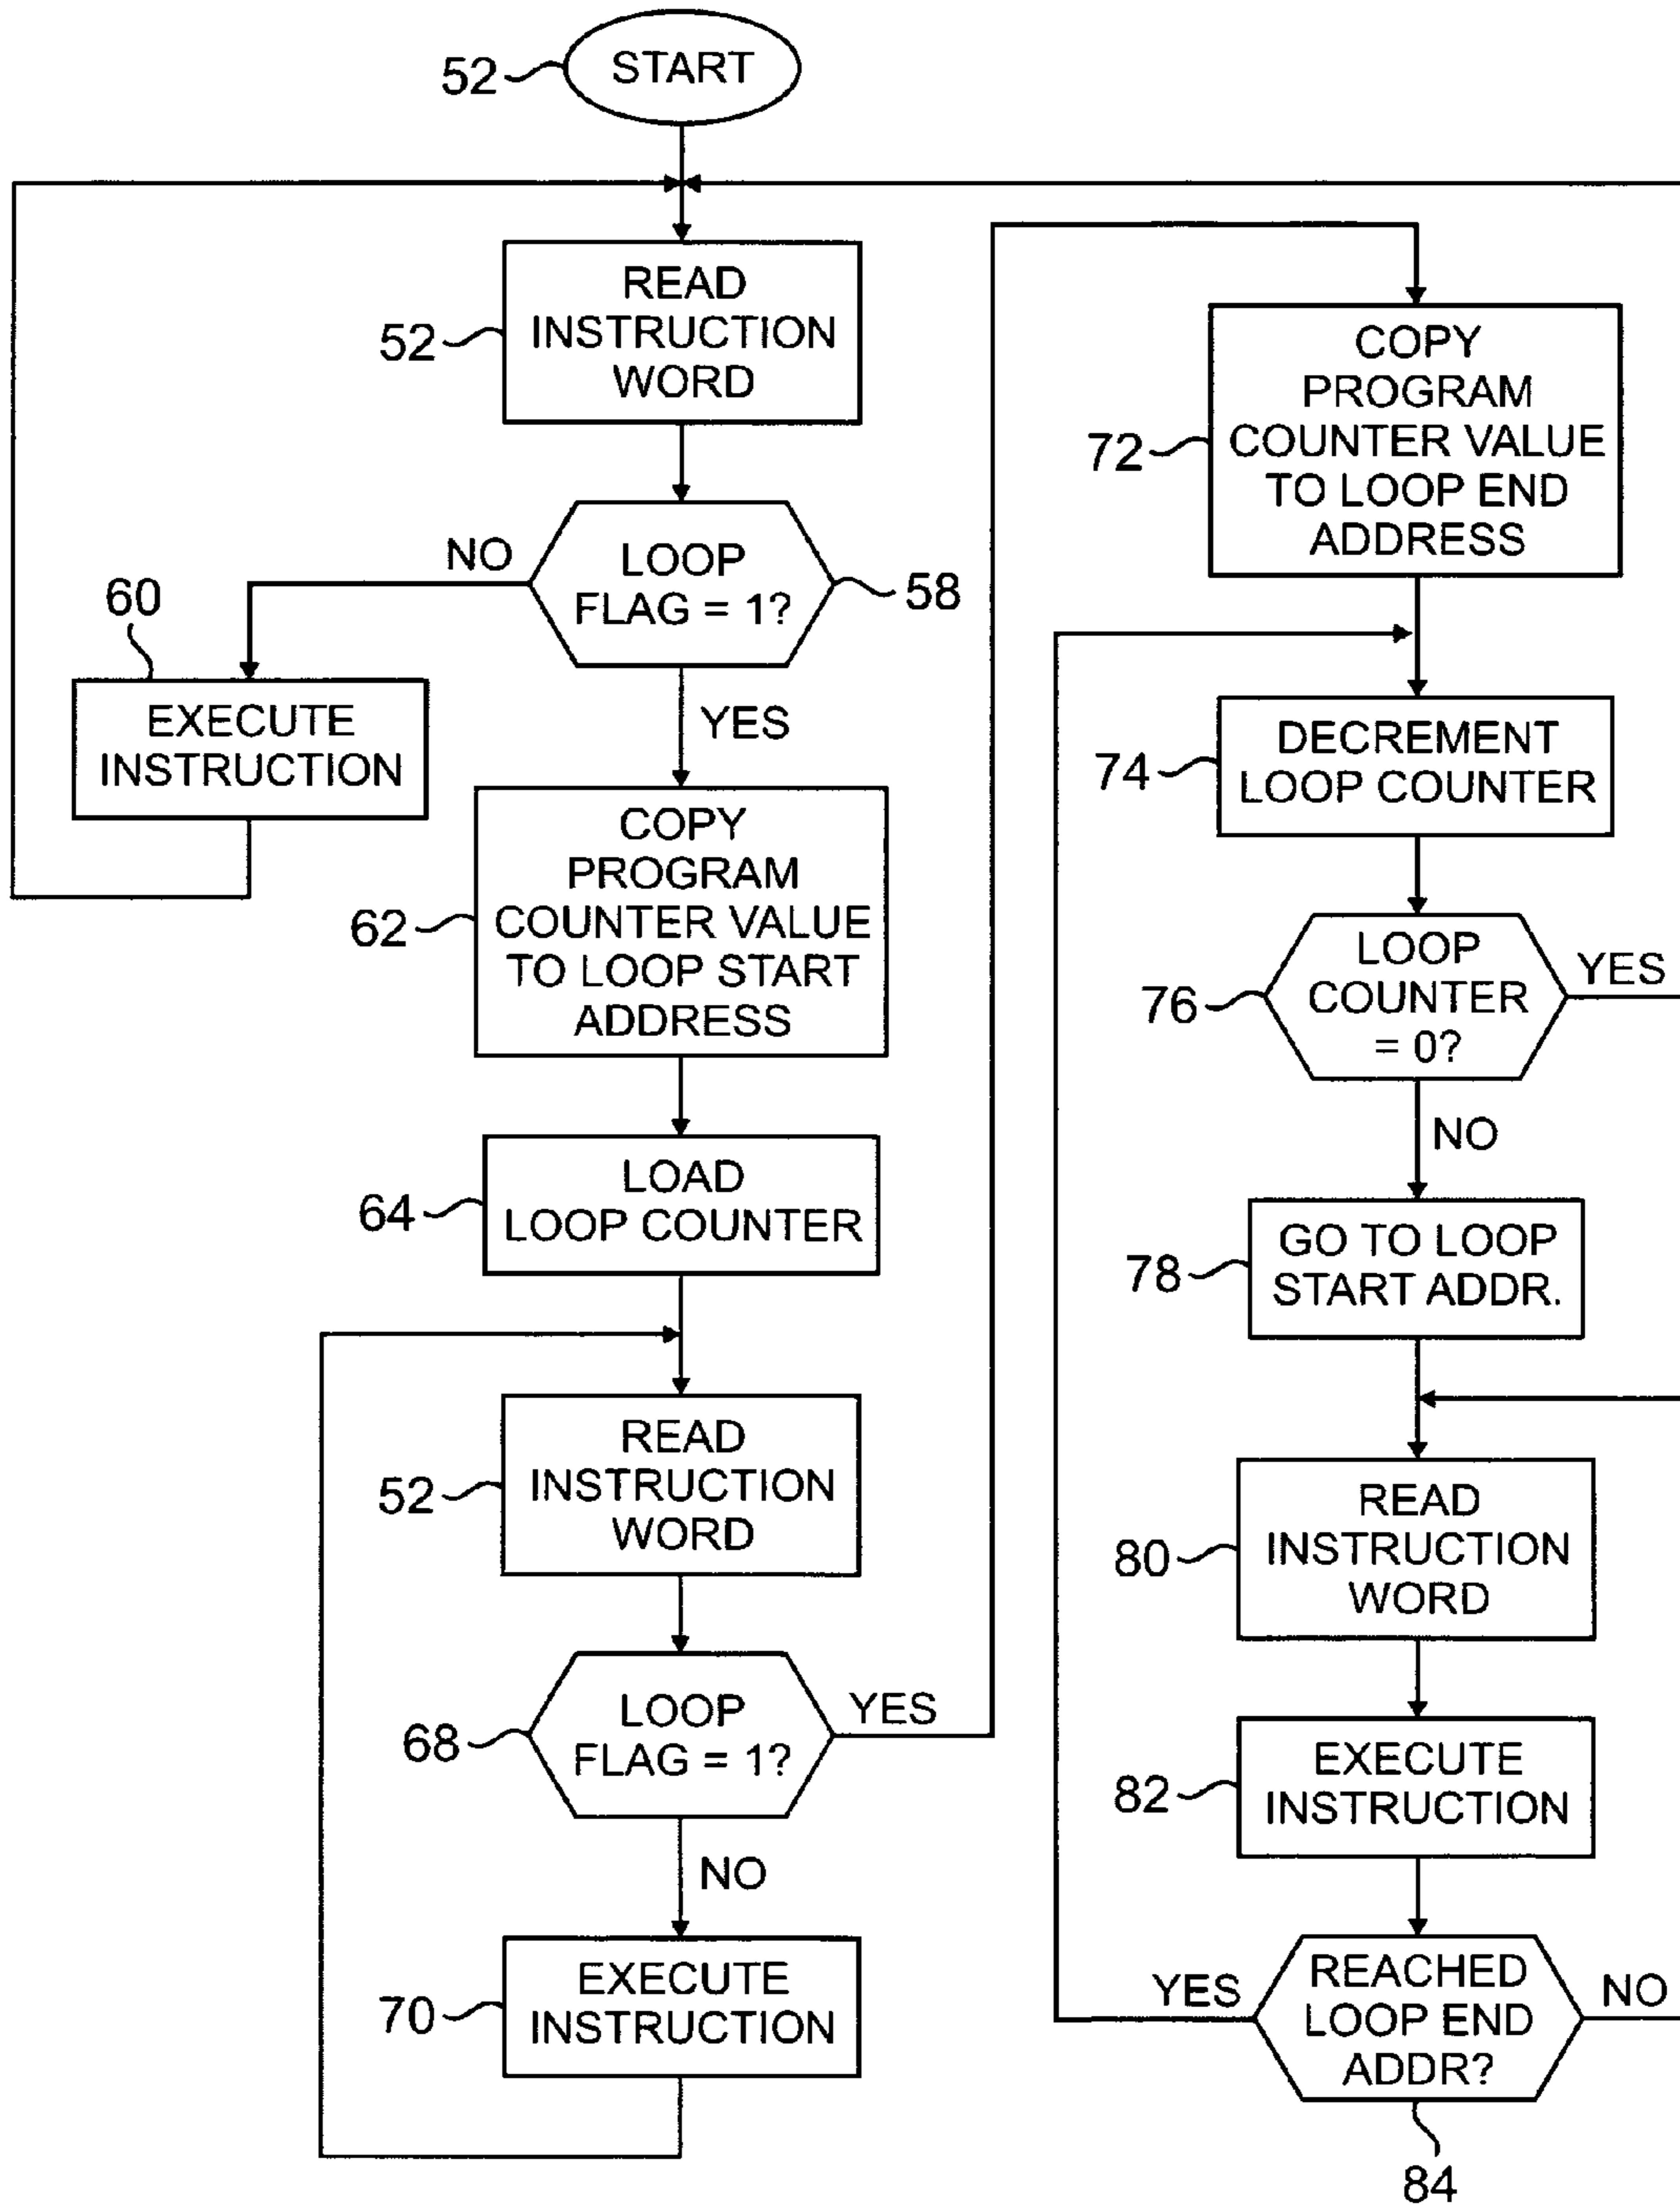 52
START
52
READ
INSTRUCTION
WORD
NO
LOOP
FLAG = 1?
58
60
EXECUTE
INSTRUCTION
YES
62
COPY
PROGRAM
COUNTER VALUE
TO LOOP START
ADDRESS
64
LOAD
LOOP COUNTER
52
READ
INSTRUCTION
WORD
68
LOOP
FLAG = 1?
YES
NO
70
EXECUTE
INSTRUCTION
72
COPY
PROGRAM
COUNTER VALUE
TO LOOP END
ADDRESS
74
DECREMENT
LOOP COUNTER
76
LOOP
COUNTER
= 0?
YES
NO
78
GO TO LOOP
START ADDR.
80
READ
INSTRUCTION
WORD
82
EXECUTE
INSTRUCTION
YES
REACHED
LOOP END
ADDR?
NO
84